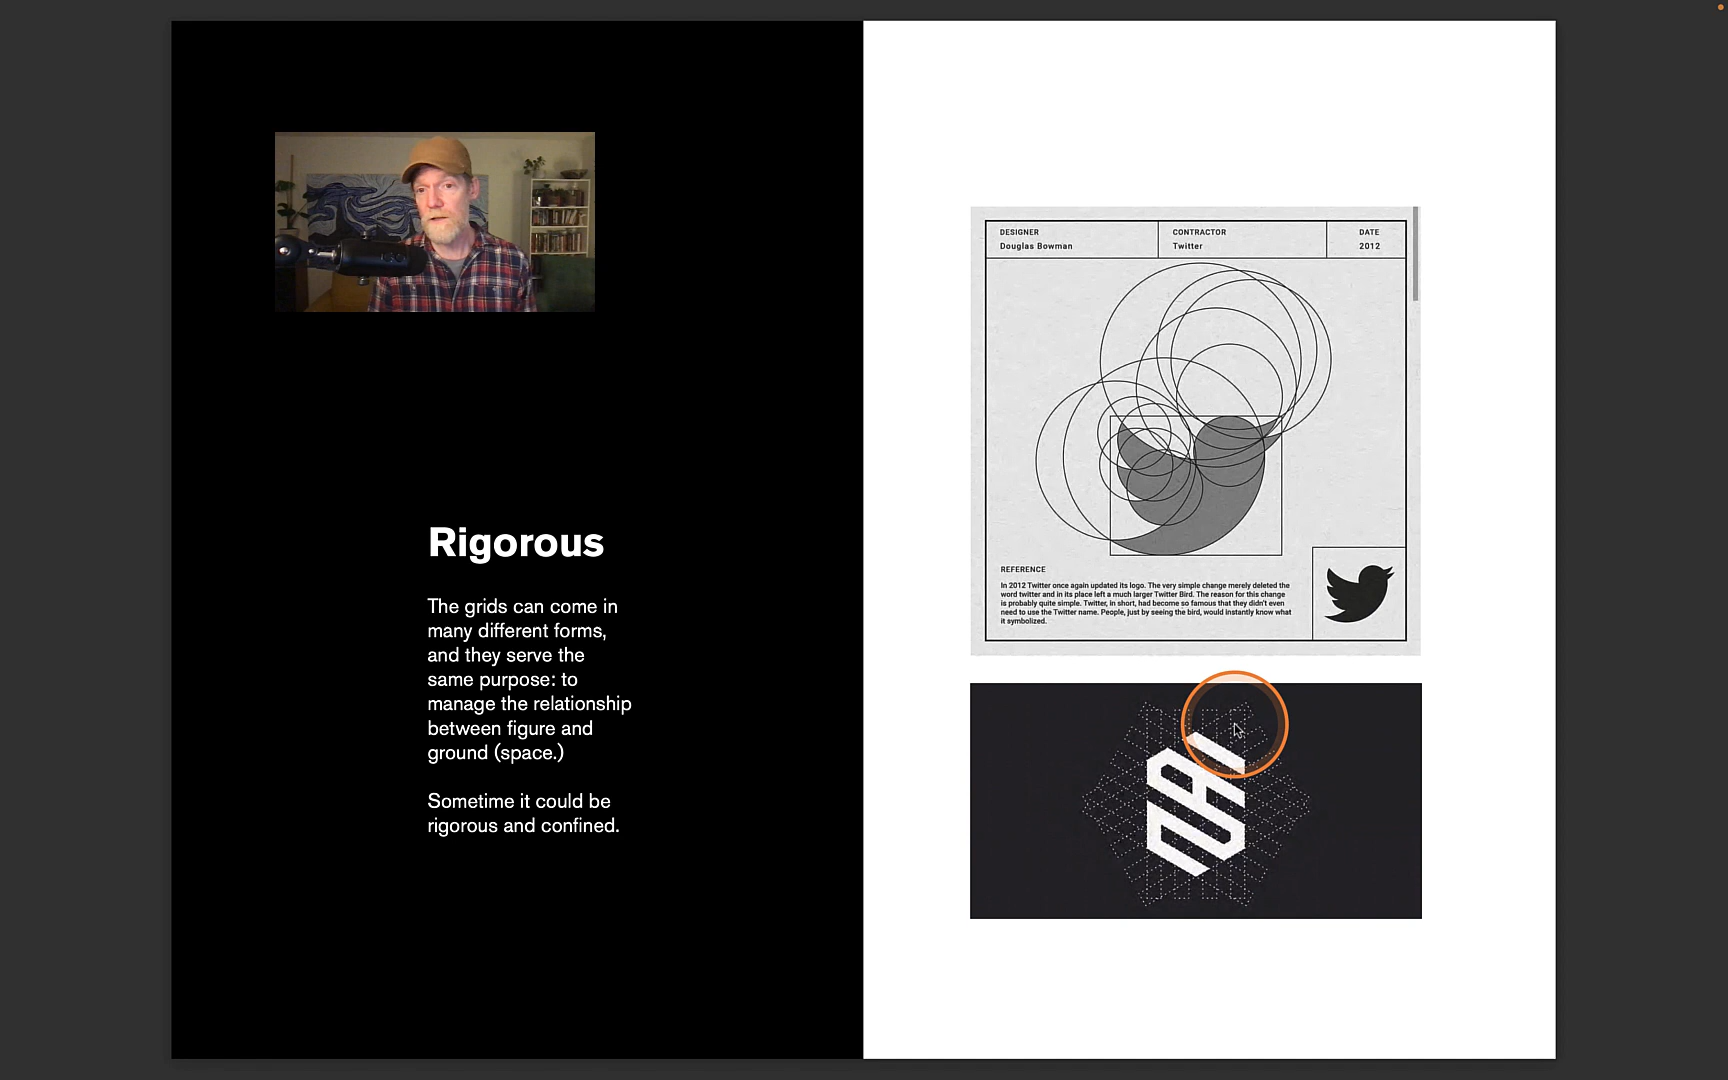 Rigorous
The grids can come in
many different forms,
and they serve the
same purpose: to
manage the relationship
between figure and
ground (space.)
Sometime it could be
rigorous and confined.
DESIGNER
Douglas Bowman
CONTRACTOR
Twitter
DATE
2012
REFERENCE
In 2012 Twitter once again updated its logo. The very simple change merely deleted the
word twitter and in its place left a much larger Twitter Bird. The reason for this change
is probably quite simple. Twitter, in short, had become so famous that they didn't even
need to use the Twitter name. People, just by seeing the bird, would instantly know what
it symbolized.